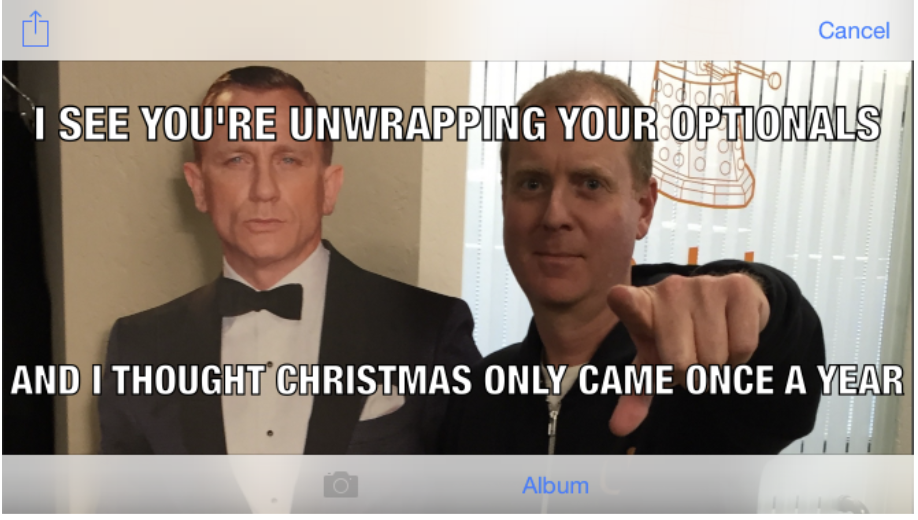 Cancel
I SEE YOU'RE UNWRAPPING YOUR OPTIONALS
AND I THOUGHT CHRISTMAS ONLY CAME ONCE A YEAR
Album